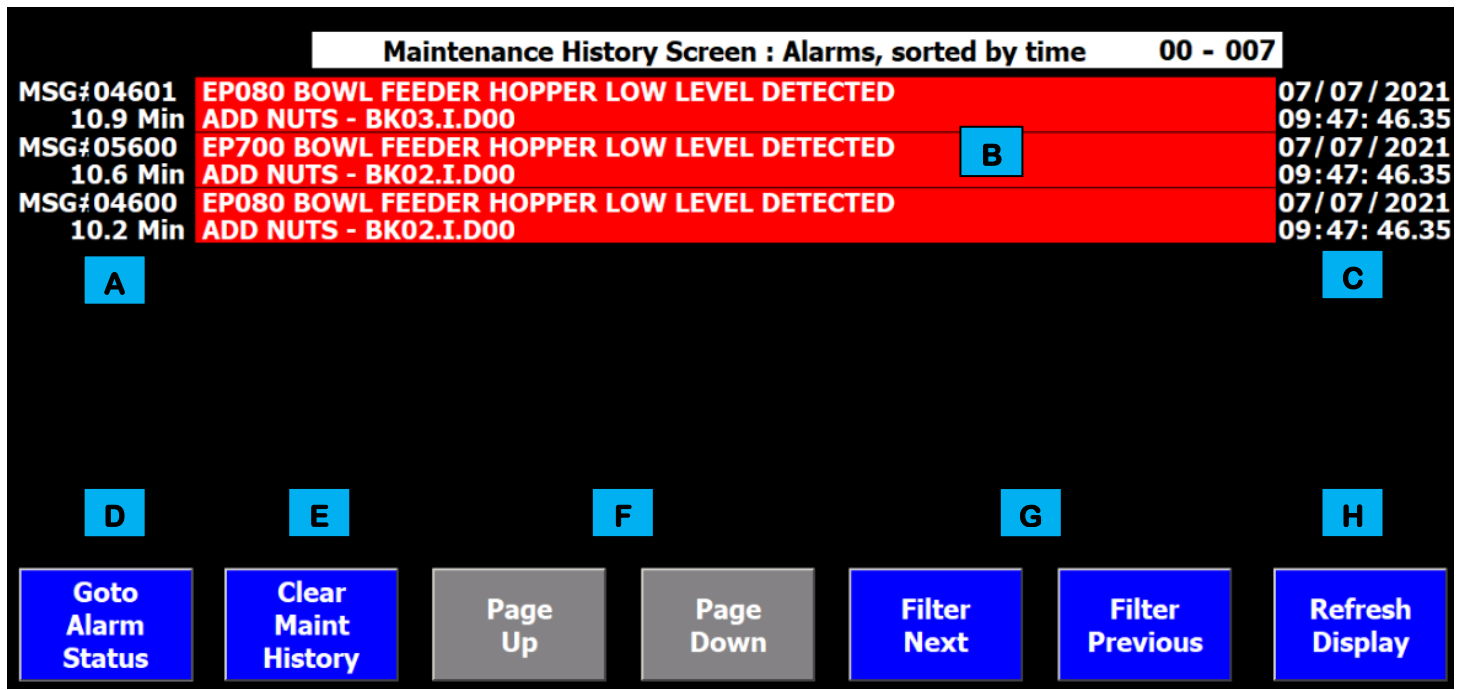 Maintenance History Screen : Alarms, sorted by time 00 - 007
MSG#04601 EP080 BOWL FEEDER HOPPER LOW LEVEL DETECTED 07/07/2021
10.9 Min ADD NUTS - BK03.I.D00 09:47:46.35
MSG#05600 EP700 BOWL FEEDER HOPPER LOW LEVEL DETECTED B 07/07/2021
10.6 Min ADD NUTS - BK02.I.D00 09:47:46.35
MSG#04600 EP080 BOWL FEEDER HOPPER LOW LEVEL DETECTED 07/07/2021
10.2 Min ADD NUTS - BK02.I.D00 09:47:46.35
A C
D E F G H
Goto
Alarm
Status
Clear
Maint
History
Page
Up
Page
Down
Filter
Next
Filter
Previous
Refresh
Display